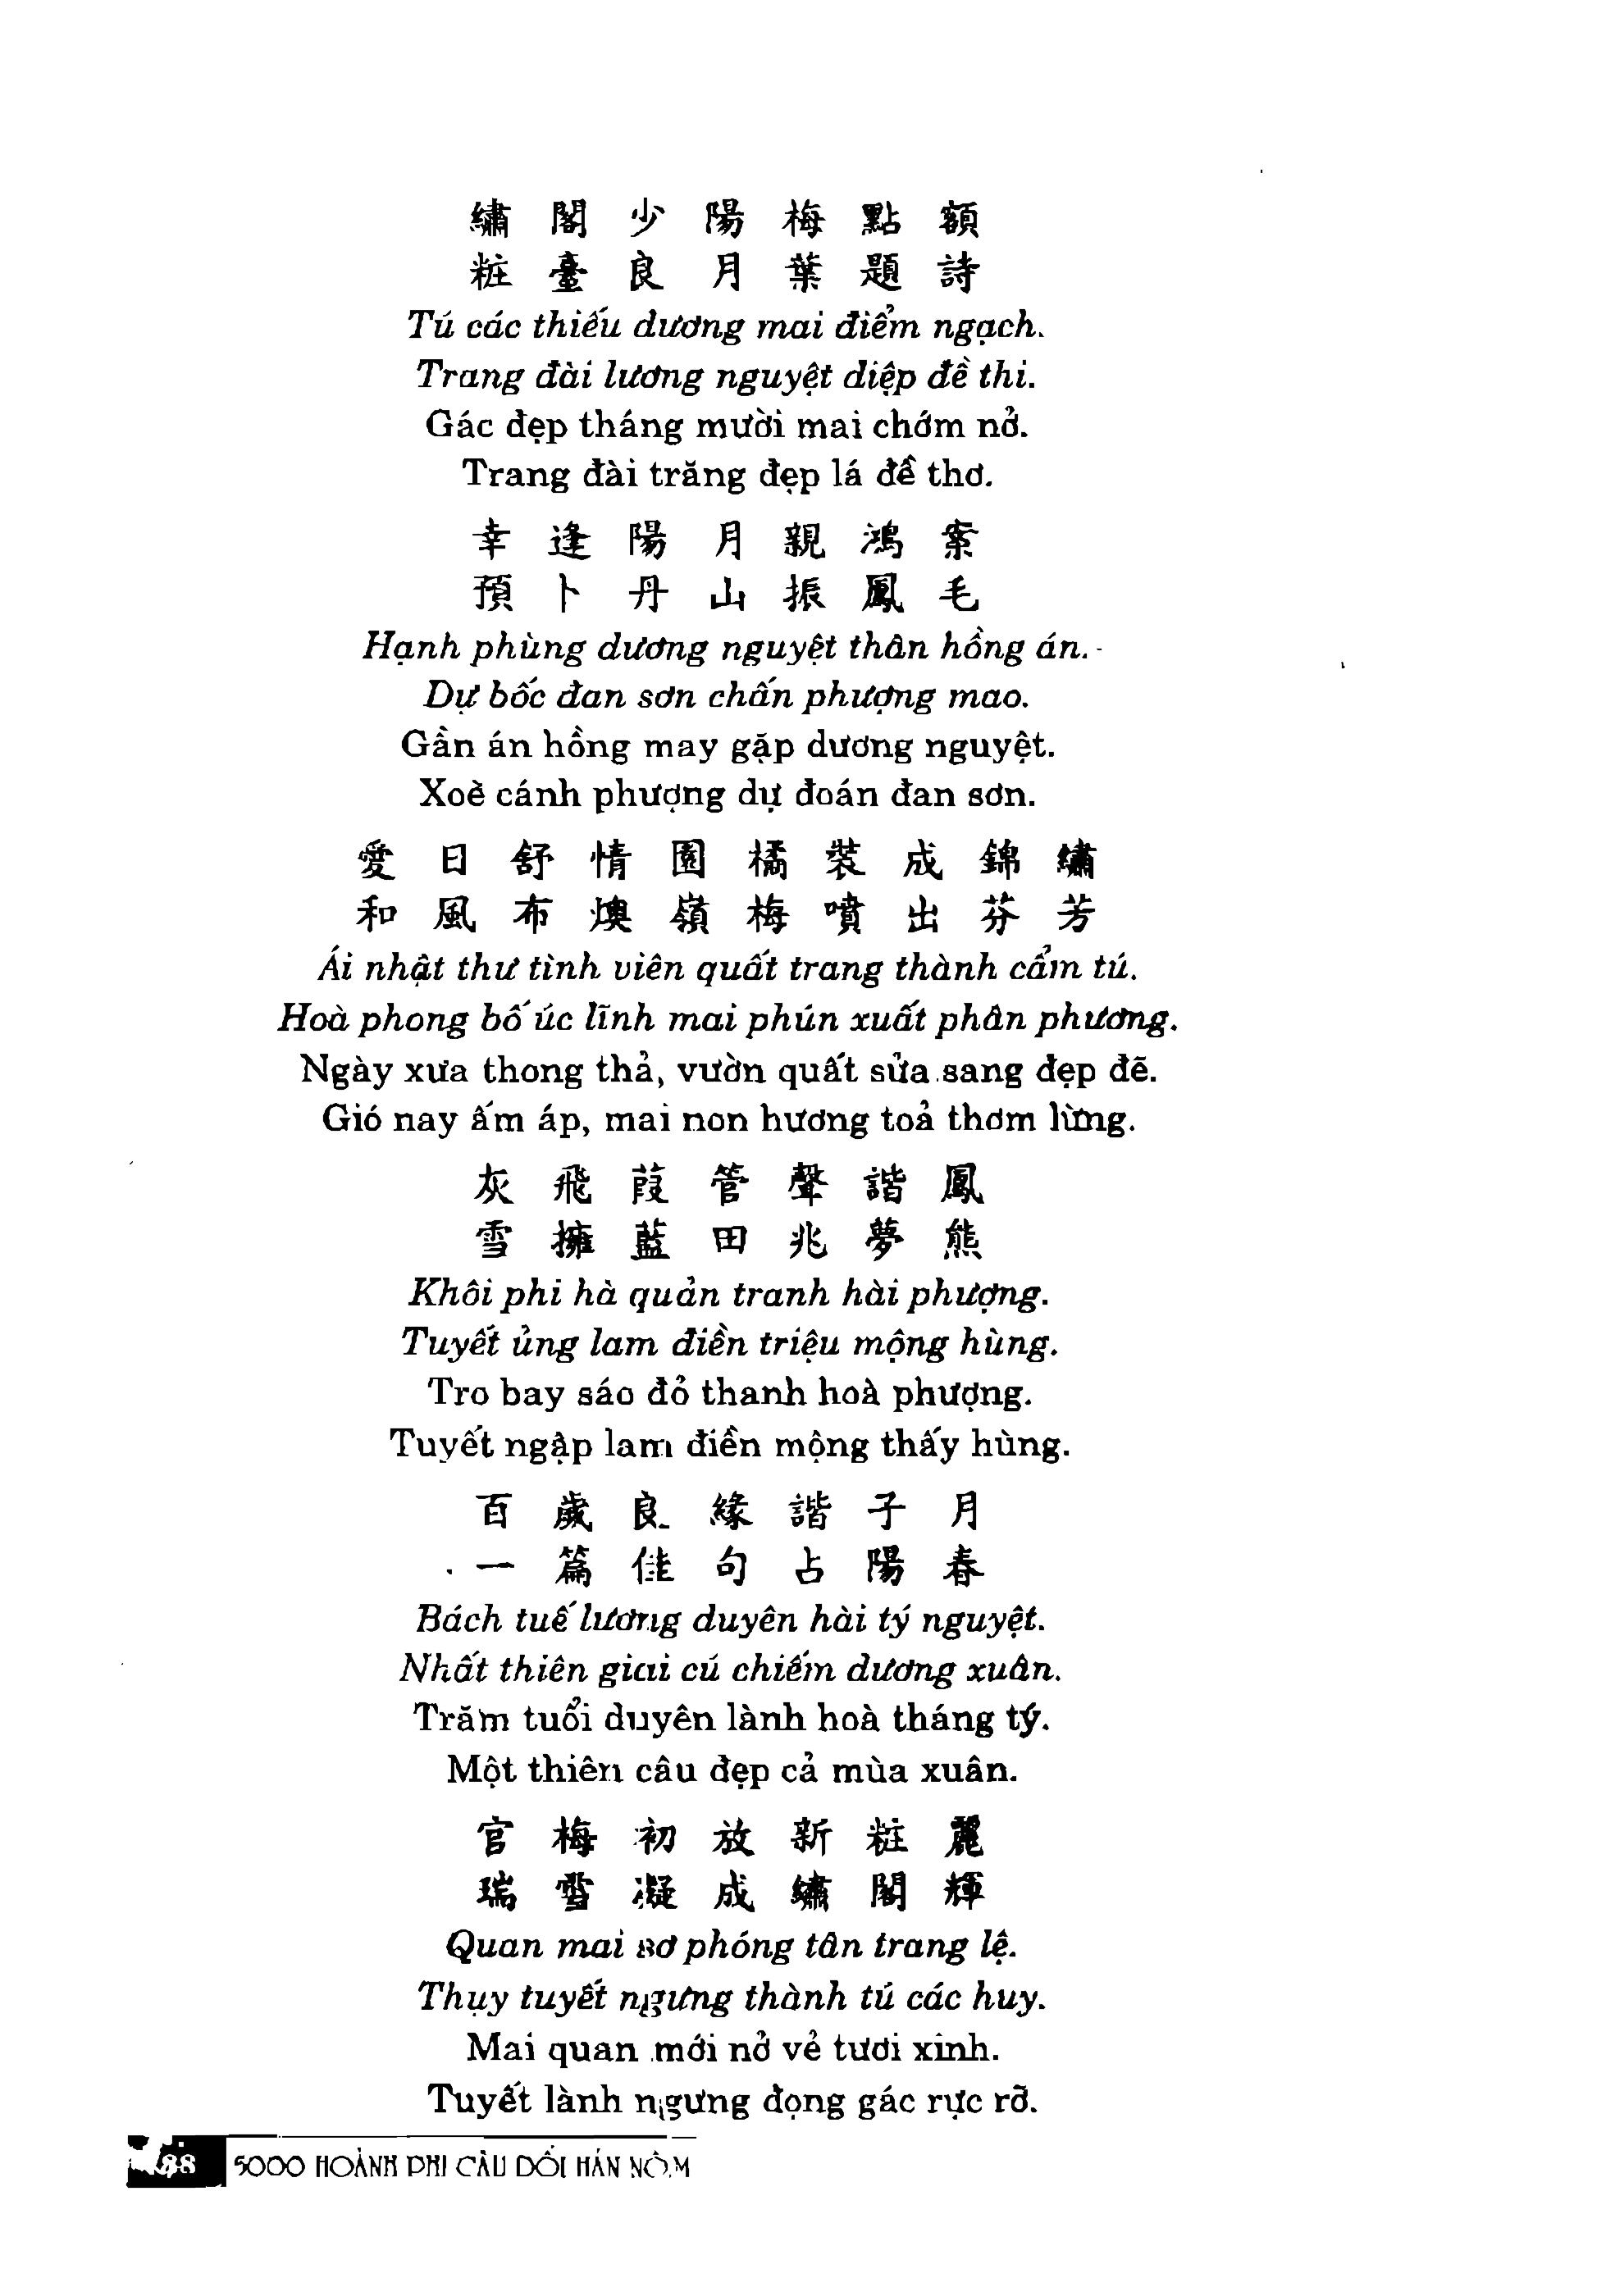 繡閣少陽梅點額
粧臺良月葉題詩
Tú các thiếu dương mai điểm ngạch.
Trang đài lương nguyệt diệp đề thi.
Gác đẹp tháng mười mai chớm nở.
Trang đài trăng đẹp lá đề thơ.
幸逢陽月親鴻案
預卜丹山振鳳毛
Hạnh phùng dương nguyệt thân hồng án.
Dự bốc đan sơn chấn phượng mao.
Gần án hồng may gặp dương nguyệt.
Xoè cánh phượng dự đoán đan sơn.
愛日舒情園橘裝成錦繡
和風布燠嶺梅噴出芬芳
Ái nhật thư tình viên quất trang thành cẩm tú.
Hoà phong bố úc lĩnh mai phún xuất phân phương.
Ngày xưa thong thả, vườn quất sửa sang đẹp đẽ.
Gió nay ấm áp, mai non hương toả thơm lừng.
灰飛葭管聲諧鳳
雪擁藍田兆夢熊
Khôi phi hà quản tranh hài phượng.
Tuyết ủng lam điền triệu mộng hùng.
Tro bay sáo đỏ thanh hoà phượng.
Tuyết ngập lam điền mộng thấy hùng.
百歲良緣諧子月
一篇佳句占陽春
Bách tuế lương duyên hài tý nguyệt.
Nhất thiên giai cú chiếm dương xuân.
Trăm tuổi duyên lành hoà tháng tý.
Một thiên câu đẹp cả mùa xuân.
官梅初放新粧麗
瑞雪凝成繡閣輝
Quan mai sơ phóng tân trang lệ.
Thụy tuyết ngưng thành tú các huy.
Mai quan mới nở vẻ tươi xinh.
Tuyết lành ngưng đọng gác rực rỡ.
5000 HOÀNH PHI CÂU ĐỐI HÁN NÔM